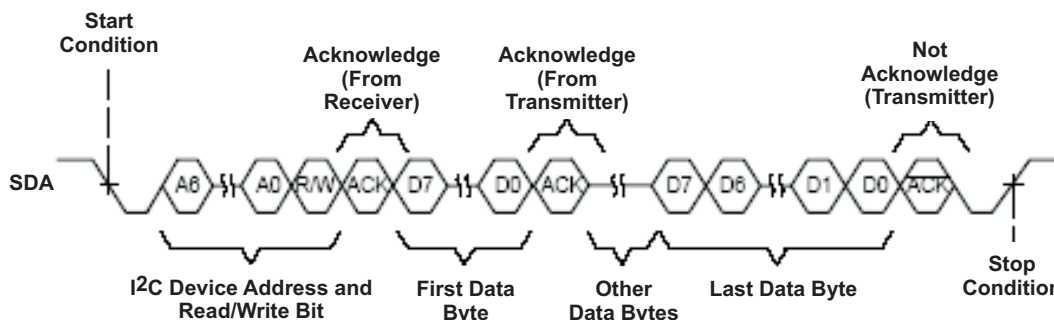 Start
Condition
Acknowledge
(From
Receiver)
Acknowledge
(From
Transmitter)
Not
Acknowledge
(Transmitter)
SDA
A6
A0
R/W
ACK
D7
D0
ACK
D7
D6
D1
D0
ACK
I2C Device Address and
Read/Write Bit
First Data
Byte
Other
Data Bytes
Last Data Byte
Stop
Condition